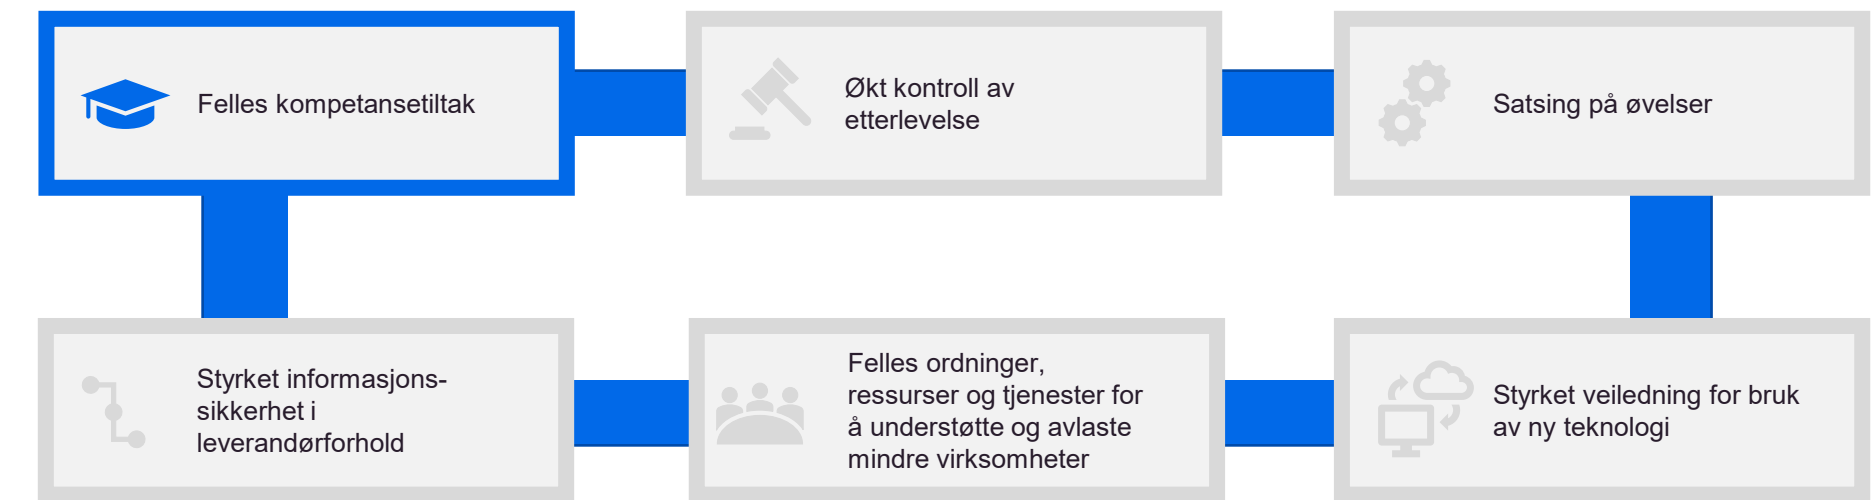 Felles kompetansetiltak
Økt kontroll av
etterlevelse
Satsing på øvelser
Styrket informasjons-
sikkerhet i
leverandørforhold
Felles ordninger,
ressurser og tjenester for
å understøtte og avlaste
mindre virksomheter
Styrket veiledning for bruk
av ny teknologi